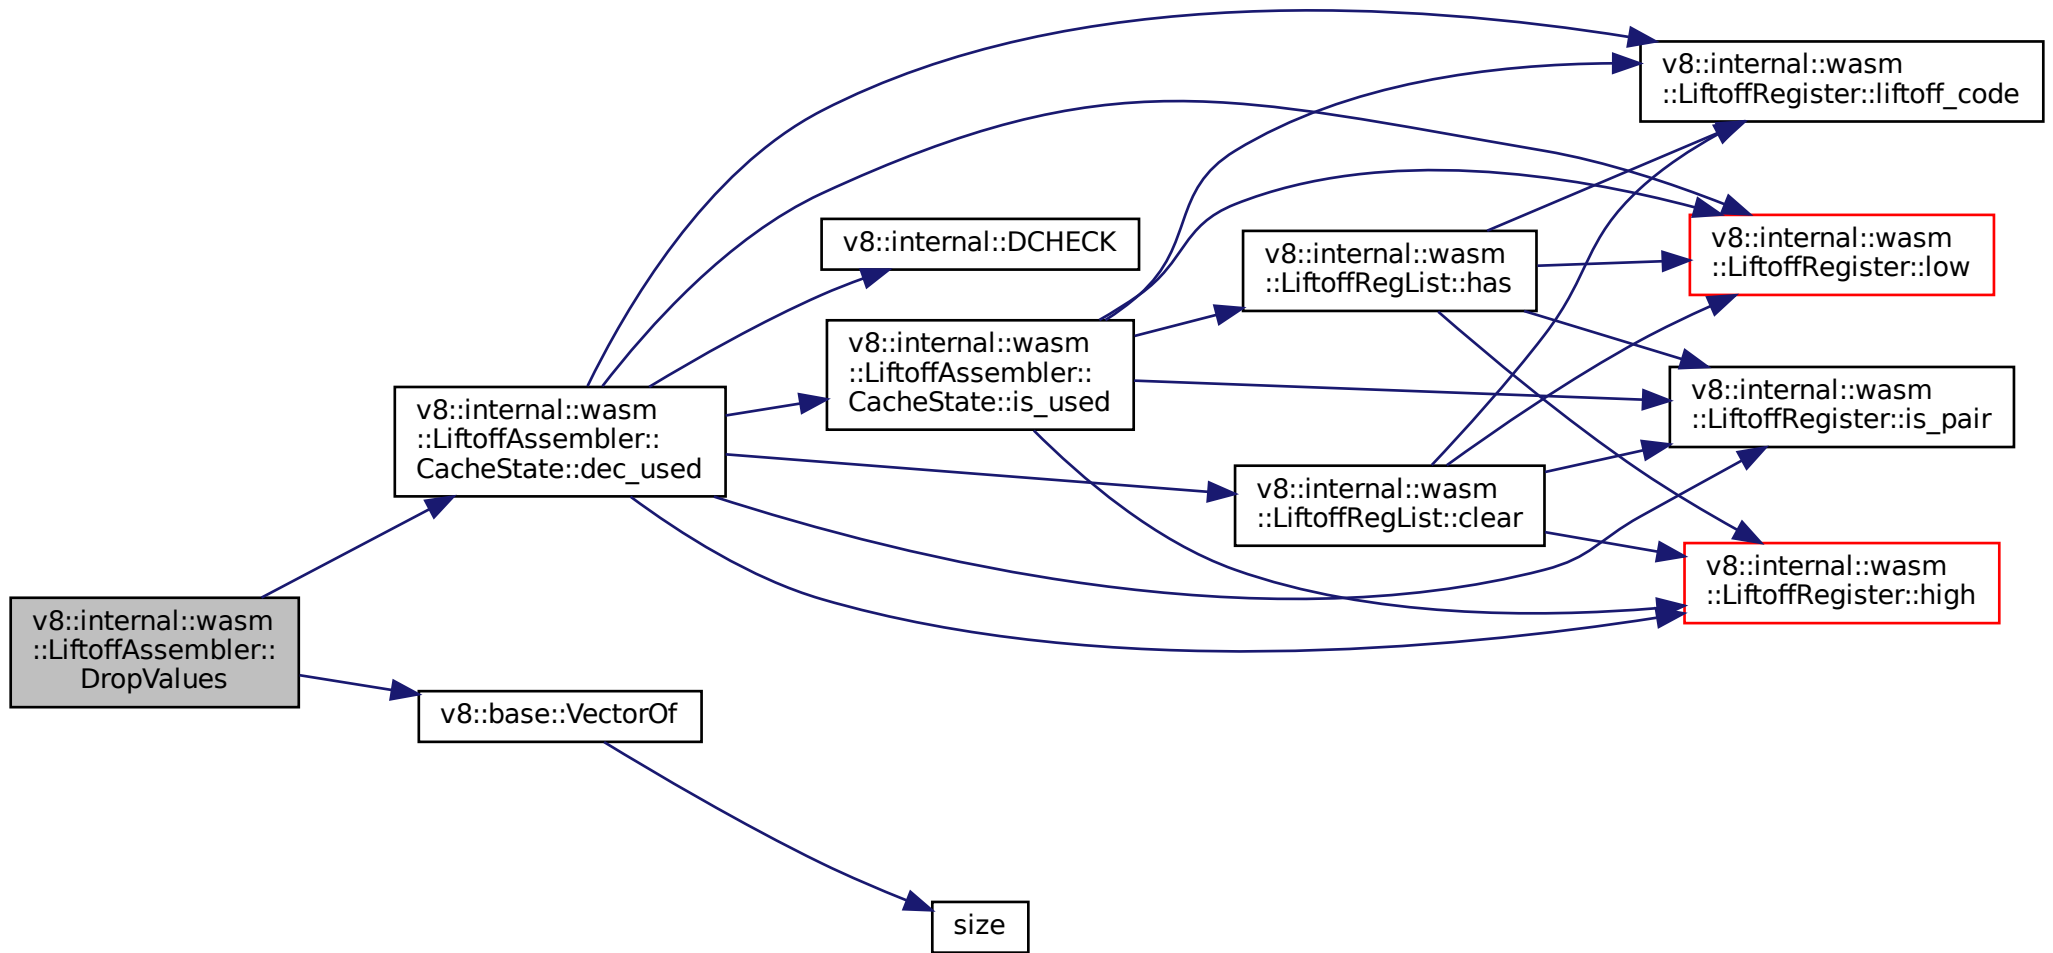 v8::internal::wasm
::LiftoffAssembler::
DropValues
v8::internal::wasm
::LiftoffAssembler::
CacheState::dec_used
v8::base::VectorOf
v8::internal::DCHECK
v8::internal::wasm
::LiftoffAssembler::
CacheState::is_used
size
v8::internal::wasm
::LiftoffRegList::has
v8::internal::wasm
::LiftoffRegList::clear
v8::internal::wasm
::LiftoffRegister::liftoff_code
v8::internal::wasm
::LiftoffRegister::low
v8::internal::wasm
::LiftoffRegister::is_pair
v8::internal::wasm
::LiftoffRegister::high